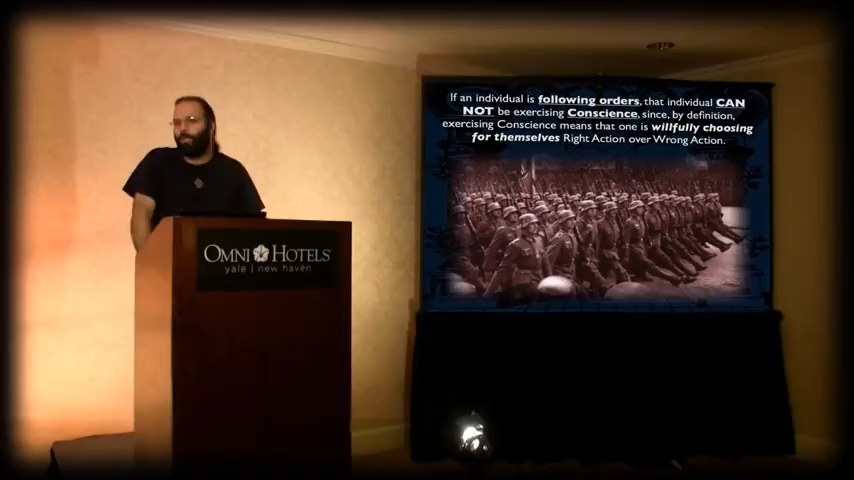 If an individual is following orders, that individual CAN
NOT be exercising Conscience, since, by definition,
exercising Conscience means that one is willfully choosing
for themselves Right Action over Wrong Action.
OMNI HOTELS
yale | new haven